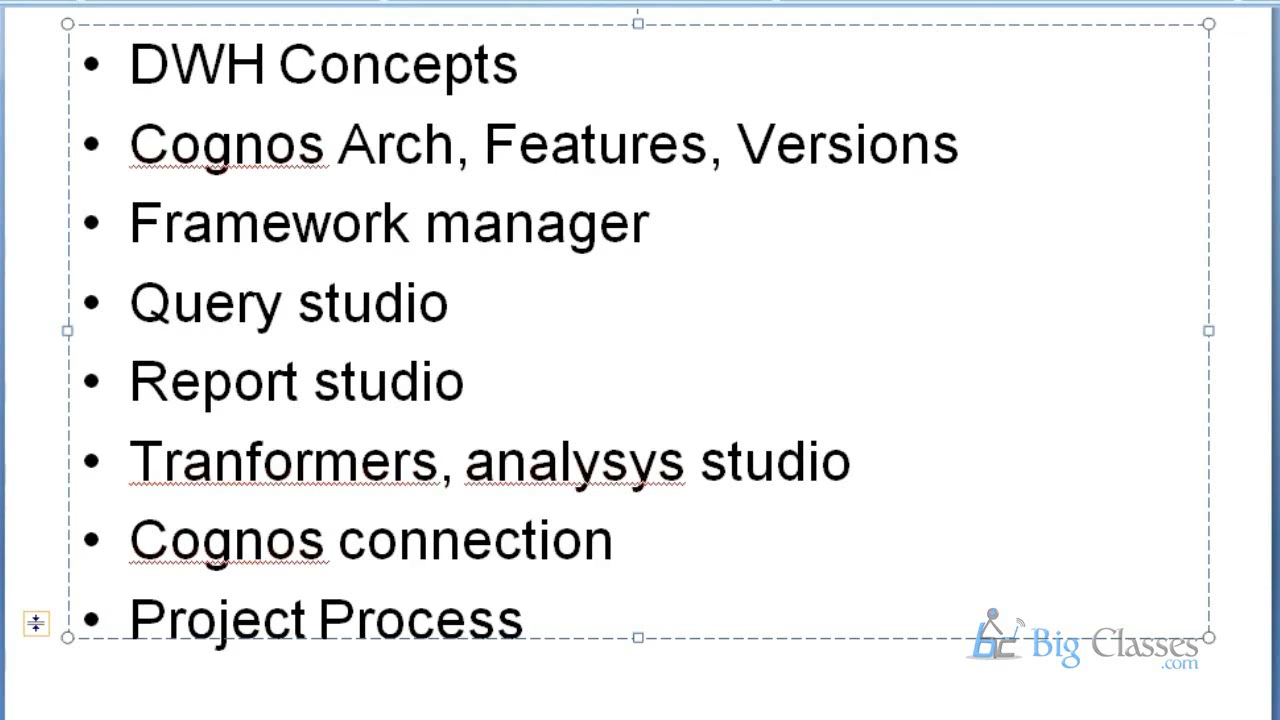 • DWH Concepts
• Cognos Arch, Features, Versions
• Framework manager
• Query studio
• Report studio
• Tranformers, analysys studio
• Cognos connection
• Project Process
bc Big Classes
.com